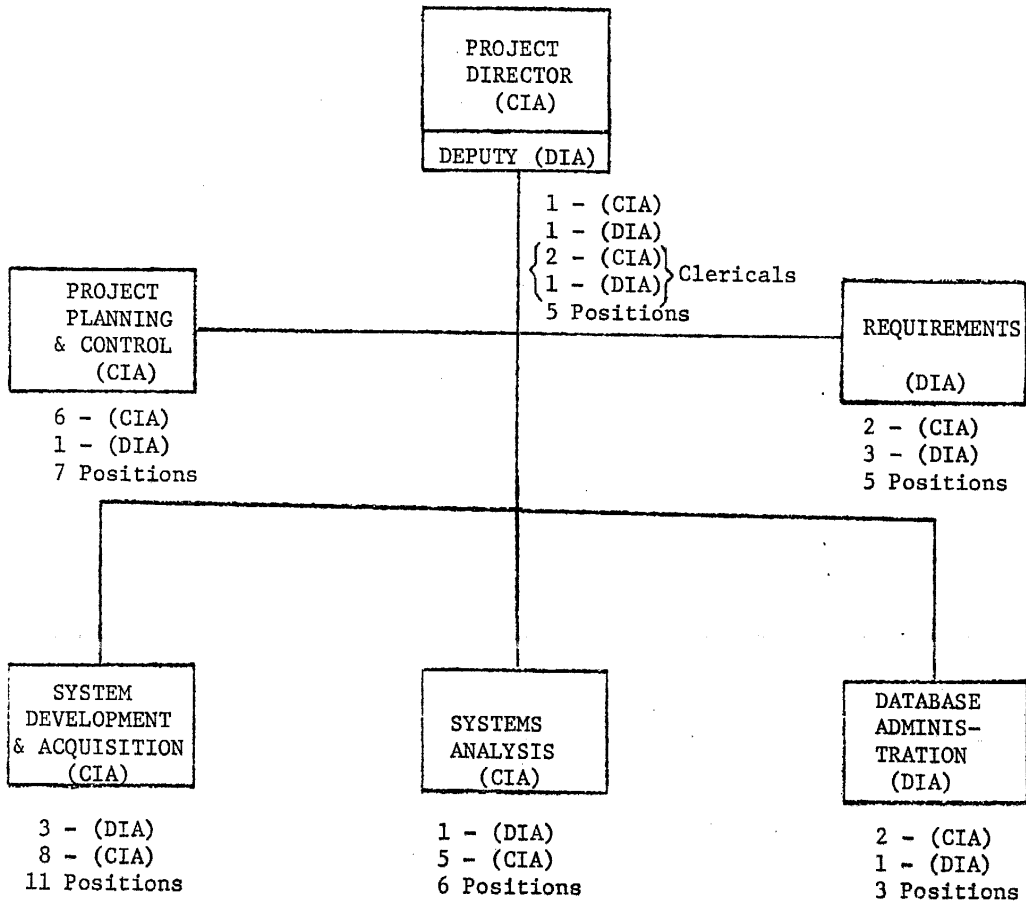 PROJECT
DIRECTOR
(CIA)
DEPUTY (DIA)
1 - (CIA)
1 - (DIA)
2 - (CIA)
1 - (DIA)
Clericals
5 Positions
PROJECT
PLANNING
& CONTROL
(CIA)
6 - (CIA)
1 - (DIA)
7 Positions
REQUIREMENTS
(DIA)
2 - (CIA)
3 - (DIA)
5 Positions
SYSTEM
DEVELOPMENT
& ACQUISITION
(CIA)
3 - (DIA)
8 - (CIA)
11 Positions
SYSTEMS
ANALYSIS
(CIA)
1 - (DIA)
5 - (CIA)
6 Positions
DATABASE
ADMINIS-
TRATION
(DIA)
2 - (CIA)
1 - (DIA)
3 Positions